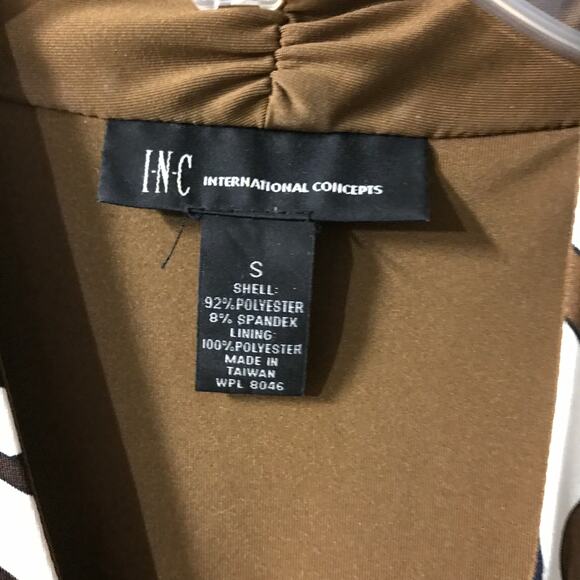 I·N·C INTERNATIONAL CONCEPTS
S
SHELL:
92%POLYESTER
8% SPANDEX
LINING:
100%POLYESTER
MADE IN
TAIWAN
WPL 8046